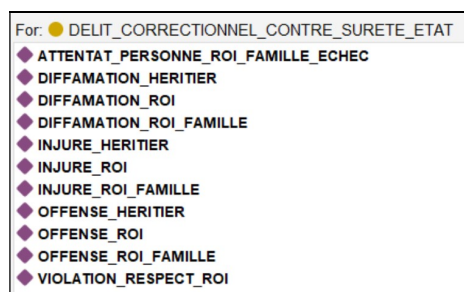 For: DELIT_CORRECTIONNEL_CONTRE_SURETE_ETAT
ATTENTAT_PERSONNE_ROI_FAMILLE_ECHEC
DIFFAMATION_HERITIER
DIFFAMATION_ROI
DIFFAMATION_ROI_FAMILLE
INJURE_HERITIER
INJURE_ROI
INJURE_ROI_FAMILLE
OFFENSE_HERITIER
OFFENSE_ROI
OFFENSE_ROI_FAMILLE
VIOLATION_RESPECT_ROI